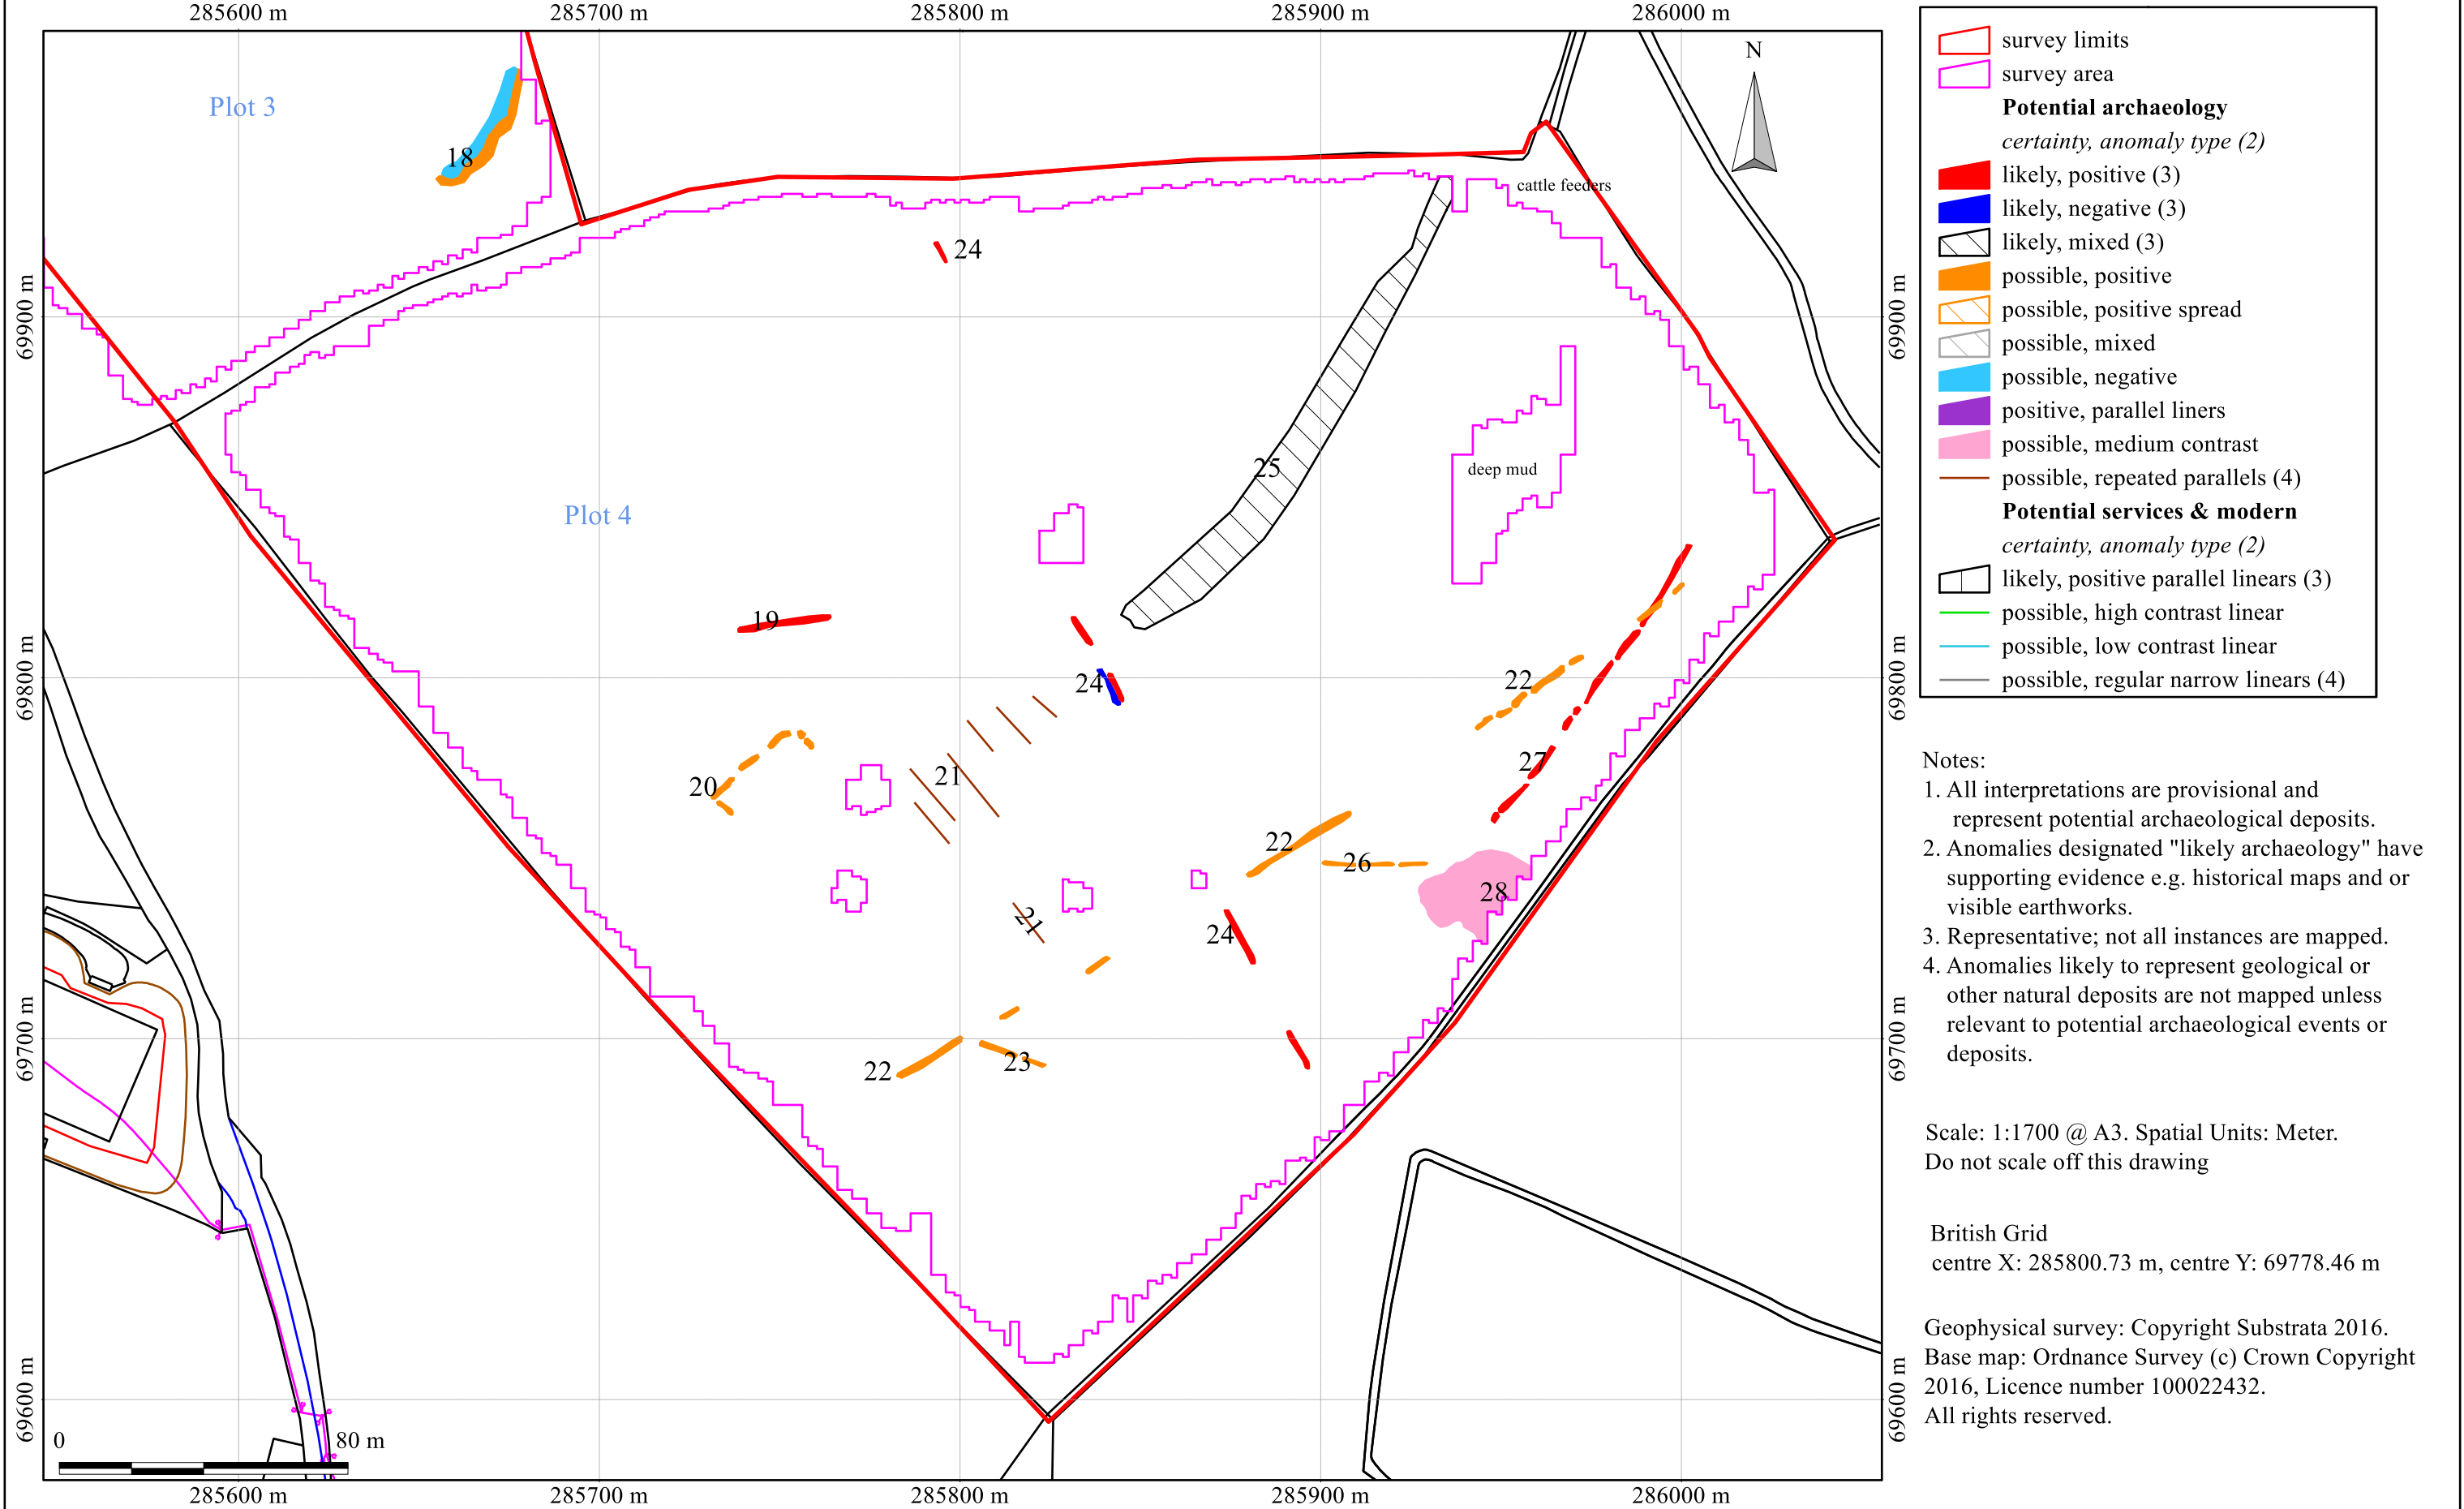 285600 m
285700 m
285800 m
285900 m
286000 m
N
Plot 3
18
cattle feeders
24
69900 m
69900 m
25
deep mud
Plot 4
19
24
22
69800 m
69800 m
20
21
27
22
26
28
21
24
22
23
69700 m
69700 m
69600 m
69600 m
0
80 m
285600 m
285700 m
285800 m
285900 m
286000 m
survey limits
survey area
Potential archaeology
certainty, anomaly type (2)
likely, positive (3)
likely, negative (3)
likely, mixed (3)
possible, positive
possible, positive spread
possible, mixed
possible, negative
positive, parallel liners
possible, medium contrast
possible, repeated parallels (4)
Potential services & modern
certainty, anomaly type (2)
likely, positive parallel linears (3)
possible, high contrast linear
possible, low contrast linear
possible, regular narrow linears (4)
Notes:
1. All interpretations are provisional and
represent potential archaeological deposits.
2. Anomalies designated "likely archaeology" have
supporting evidence e.g. historical maps and or
visible earthworks.
3. Representative; not all instances are mapped.
4. Anomalies likely to represent geological or
other natural deposits are not mapped unless
relevant to potential archaeological events or
deposits.
Scale: 1:1700 @ A3. Spatial Units: Meter.
Do not scale off this drawing
British Grid
centre X: 285800.73 m, centre Y: 69778.46 m
Geophysical survey: Copyright Substrata 2016.
Base map: Ordnance Survey (c) Crown Copyright
2016, Licence number 100022432.
All rights reserved.